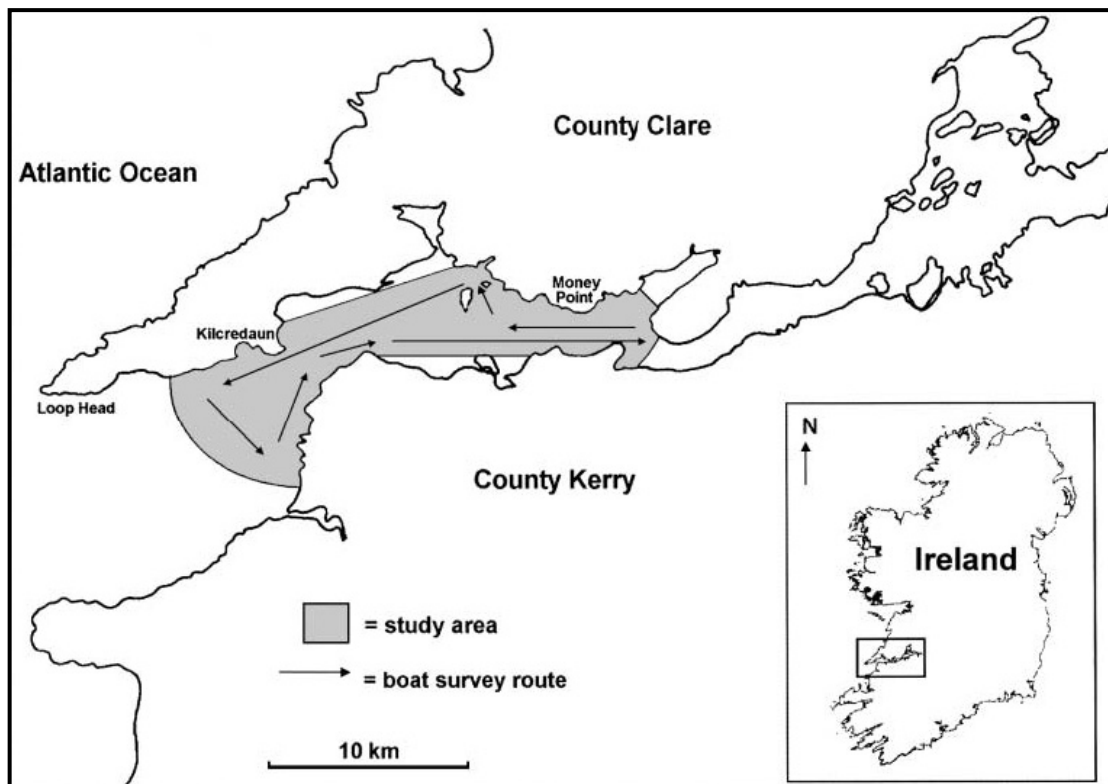 County Clare
Atlantic Ocean
Money
Point
Kilcredaun
Loop Head
N
County Kerry
Ireland
= study area
= boat survey route
10 km